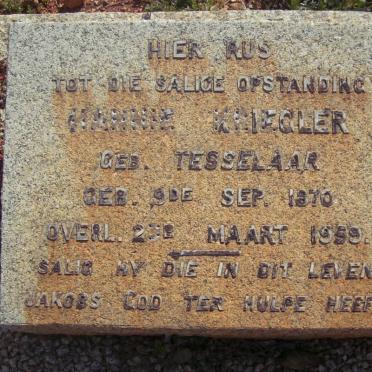 HIER RUS
TOT DIE SALIGE OPSTANDING
KRIEGLER
GEB. TESSELAAR
GEB. 9DE SEP. 1870
OVERL. 23E MAART 1959.
SALIG HY DIE IN DIT LEVEN
JAKOBS GOD TER HULPE HEEF